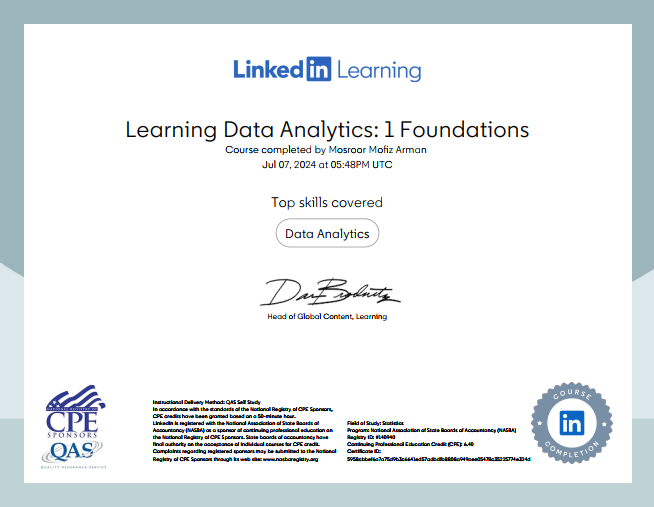 Linked in Learning
Learning Data Analytics: 1 Foundations
Course completed by Mosroor Mofiz Arman
Jul 07, 2024 at 05:48PM UTC
Top skills covered
Data Analytics
Head of Global Content, Learning
CPE
SPONSORS
QAS
QUALITY ASSURANCE SERVICE
Instructional Delivery Method: QAS Self Study
In accordance with the standards of the National Registry of CPE Sponsors,
CPE credits have been granted based on a 50-minute hour.
LinkedIn is registered with the National Association of State Boards of
Accountancy (NASBA) as a sponsor of continuing professional education on
the National Registry of CPE Sponsors. State boards of accountancy have
final authority on the acceptance of individual courses for CPE credit.
Complaints regarding registered sponsors may be submitted to the National
Registry of CPE Sponsors through its web site: www.nasbaregistry.org
Field of Study: Statistics
Program: National Association of State Boards of Accountancy (NASBA)
Registry ID: #140940
Continuing Professional Education Credit (CPE): 6.40
Certificate ID:
COURSE
in
COMPLETION